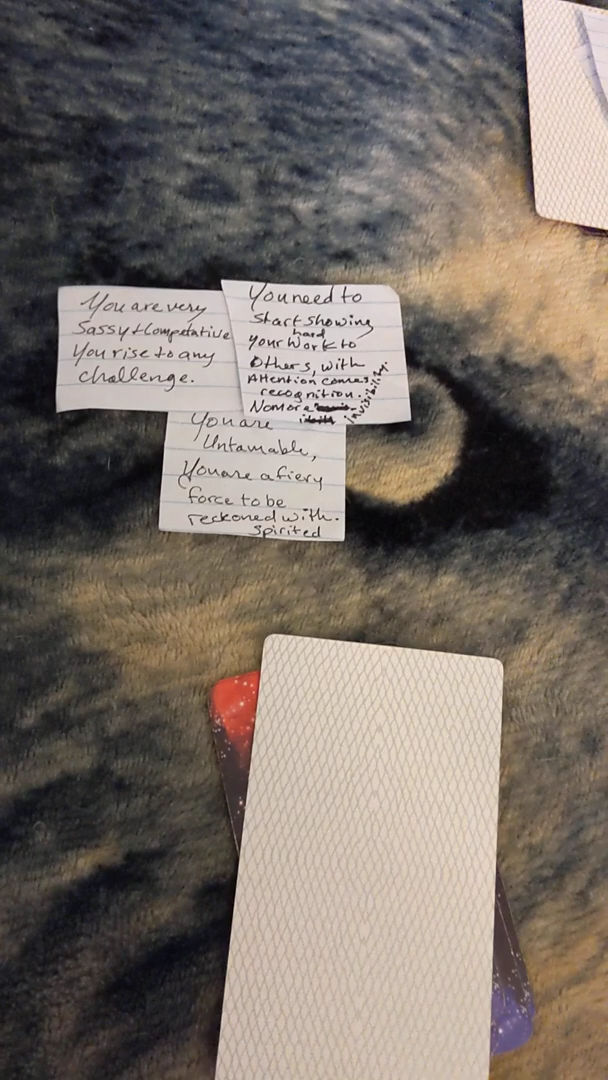 You are very
Sassy + Competative
You rise to any
challenge.
You need to
start showing
hard
your work to
others, with
Attention comes
recognition.
No more
invisibility.
You are
Untamable,
You are a fiery
force to be
reckoned with.
Spirited